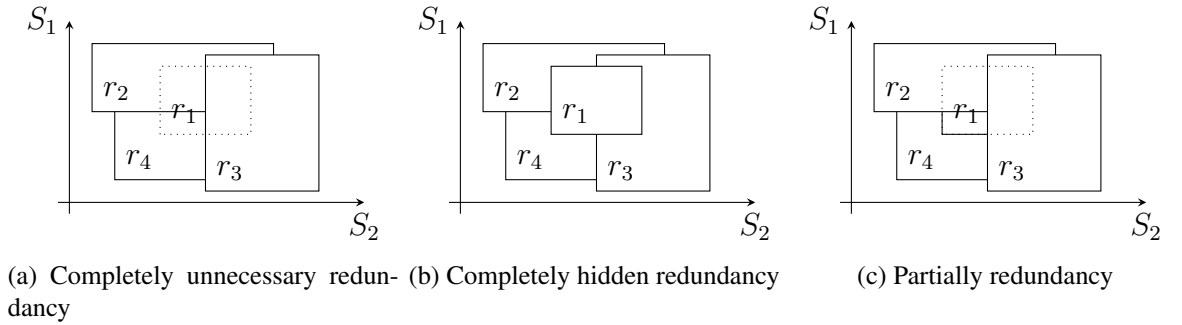 S1
r2
r1
r4
r3
S2
S1
r2
r1
r4
r3
S2
S1
r2
r1
r4
r3
S2
(a) Completely unnecessary redun-
dancy
(b) Completely hidden redundancy
(c) Partially redundancy